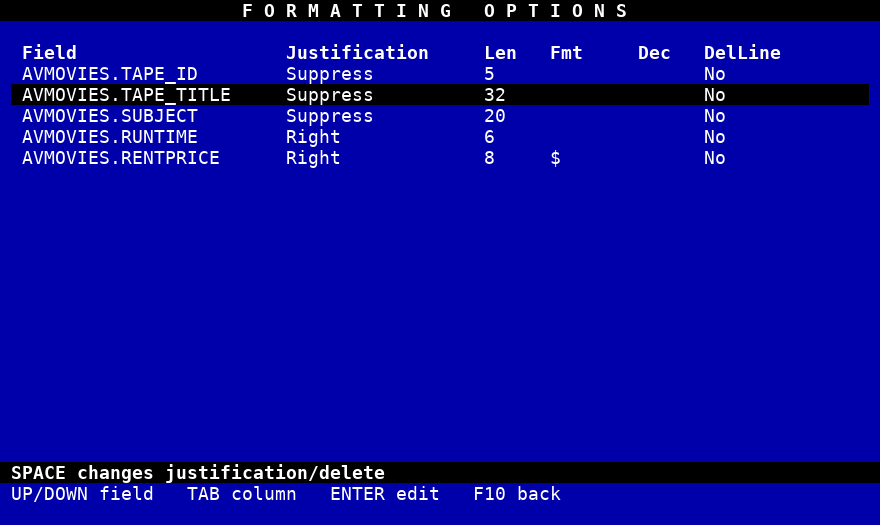 F O R M A T T I N G   O P T I O N S
Field   Justification   Len   Fmt   Dec   DelLine
AVMOVIES.TAPE_ID   Suppress   5   No
AVMOVIES.TAPE_TITLE   Suppress   32   No
AVMOVIES.SUBJECT   Suppress   20   No
AVMOVIES.RUNTIME   Right   6   No
AVMOVIES.RENTPRICE   Right   8   $   No
SPACE changes justification/delete
UP/DOWN field   TAB column   ENTER edit   F10 back